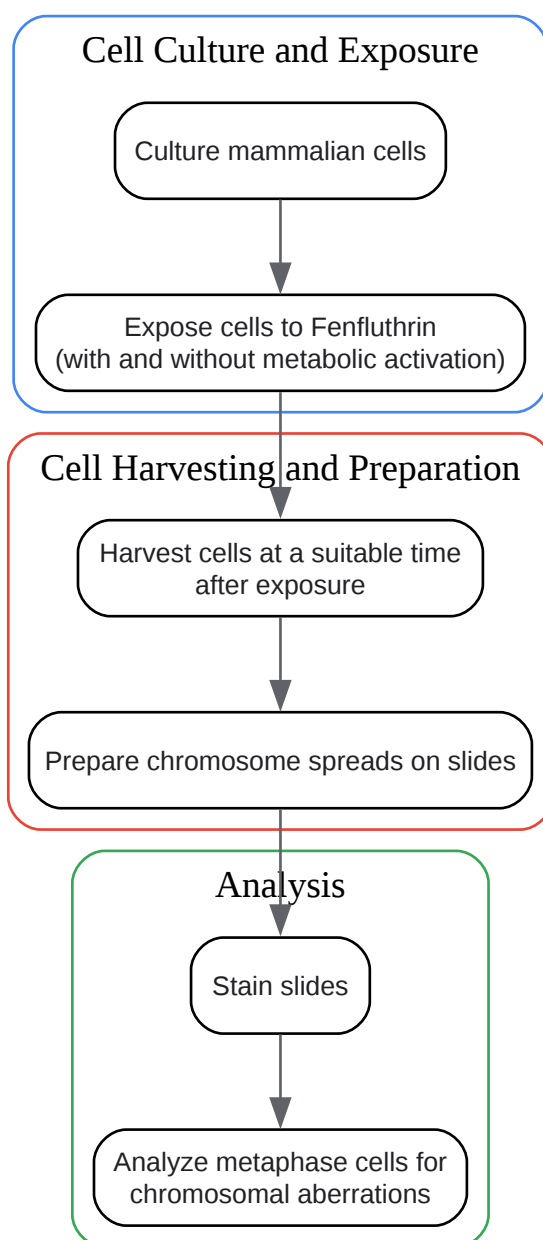 Cell Culture and Exposure
Culture mammalian cells
Expose cells to Fenfluthrin
(with and without metabolic activation)
Cell Harvesting and Preparation
Harvest cells at a suitable time
after exposure
Prepare chromosome spreads on slides
Analysis
Stain slides
Analyze metaphase cells for
chromosomal aberrations